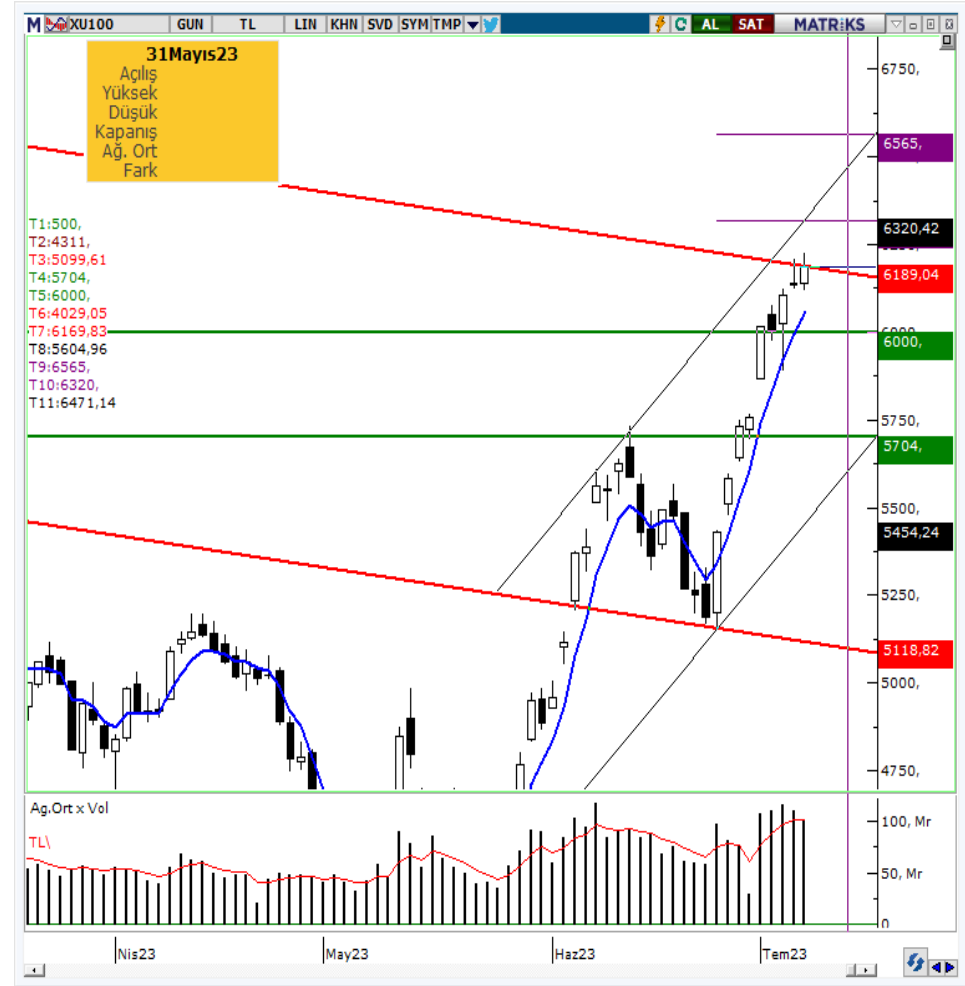 M XU100 GUN TL LIN KHN SVD SYM TMP C AL SAT MATRİKS
31Mayıs23
Açılış
Yüksek
Düşük
Kapanış
Ağ. Ort
Fark
T1:500,
T2:4311,
T3:5099,61
T4:5704,
T5:6000,
T6:4029,05
T7:6169,83
T8:5604,96
T9:6565,
T10:6320,
T11:6471,14
6750,
6565,
6320,42
6189,04
6000,
5750,
5704,
5500,
5454,24
5250,
5118,82
5000,
4750,
Ag.Ort x Vol
TL\
100, Mr
50, Mr
0
Nis23 May23 Haz23 Tem23